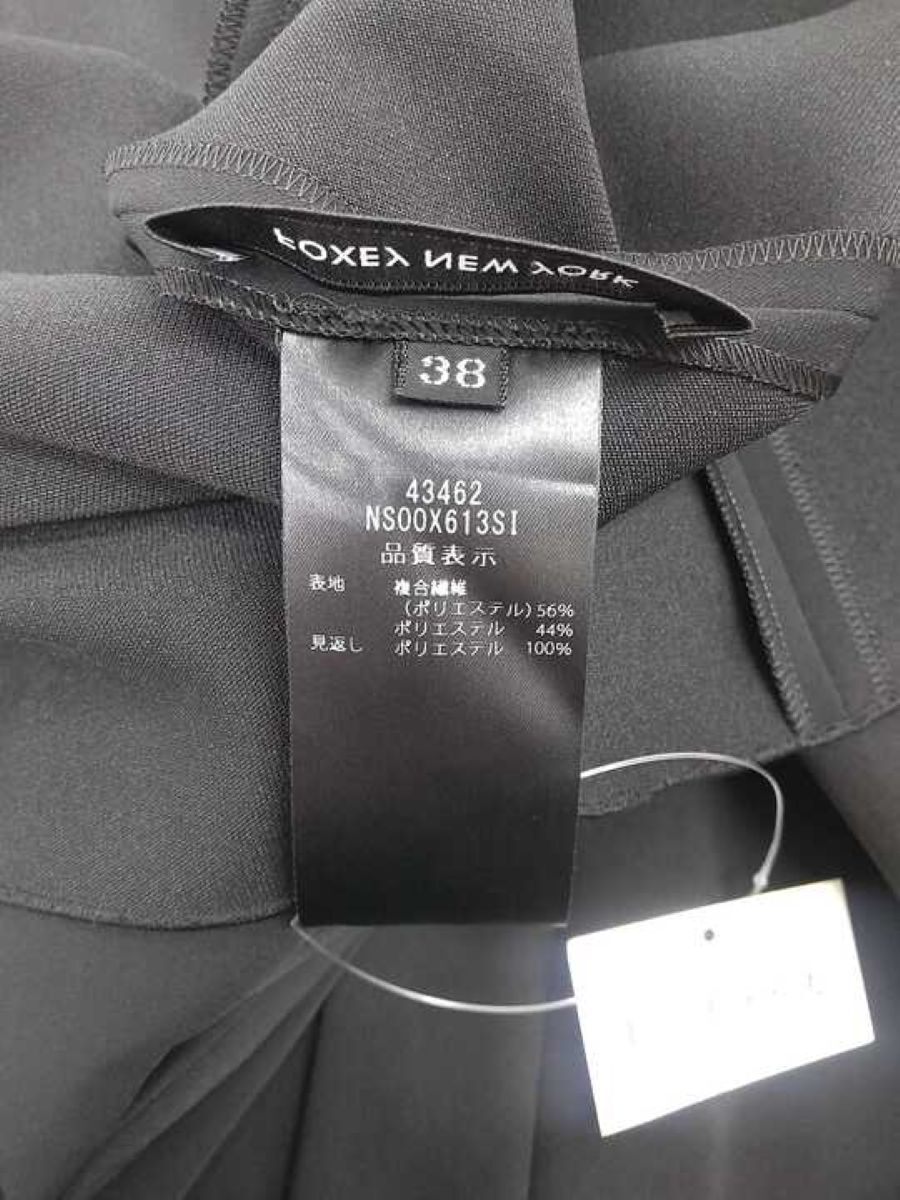 FOXEY NEW YORK
38
43462
NS00X613SI
品質表示
表地 複合繊維
(ポリエステル)56%
ポリエステル 44%
見返し ポリエステル 100%